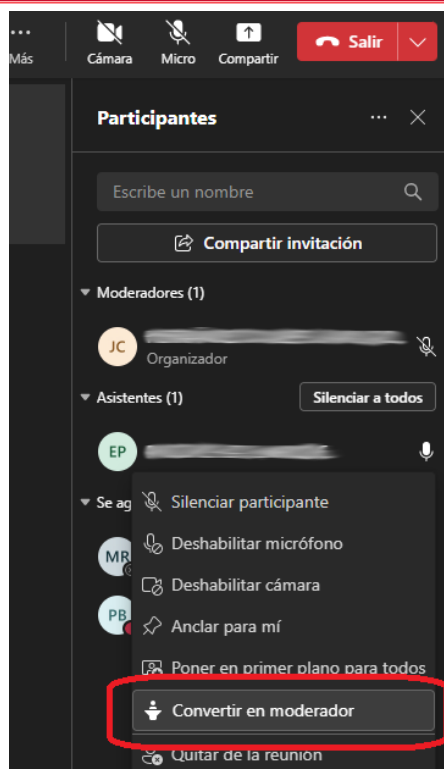 Más
Cámara
Micro
Compartir
Salir
Participantes
Escribe un nombre
Compartir invitación
Moderadores (1)
JC
Organizador
Asistentes (1)
Silenciar a todos
EP
Se ag
Silenciar participante
MR
Deshabilitar micrófono
Deshabilitar cámara
PB
Anclar para mí
Poner en primer plano para todos
Convertir en moderador
Quitar de la reunión